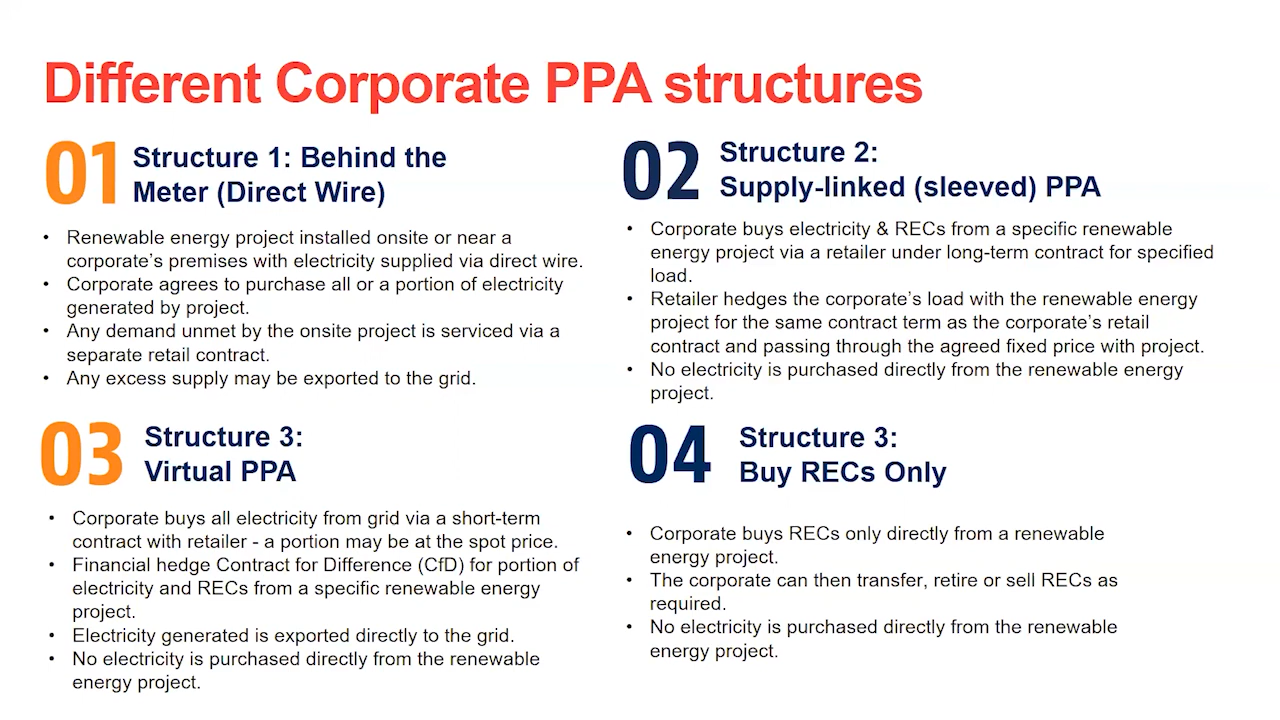 Different Corporate PPA structures
01
Structure 1: Behind the
Meter (Direct Wire)
• Renewable energy project installed onsite or near a
corporate’s premises with electricity supplied via direct wire.
• Corporate agrees to purchase all or a portion of electricity
generated by project.
• Any demand unmet by the onsite project is serviced via a
separate retail contract.
• Any excess supply may be exported to the grid.
02
Structure 2:
Supply-linked (sleeved) PPA
• Corporate buys electricity & RECs from a specific renewable
energy project via a retailer under long-term contract for specified
load.
• Retailer hedges the corporate’s load with the renewable energy
project for the same contract term as the corporate’s retail
contract and passing through the agreed fixed price with project.
• No electricity is purchased directly from the renewable energy
project.
03
Structure 3:
Virtual PPA
• Corporate buys all electricity from grid via a short-term
contract with retailer - a portion may be at the spot price.
• Financial hedge Contract for Difference (CfD) for portion of
electricity and RECs from a specific renewable energy
project.
• Electricity generated is exported directly to the grid.
• No electricity is purchased directly from the renewable
energy project.
04
Structure 3:
Buy RECs Only
• Corporate buys RECs only directly from a renewable
energy project.
• The corporate can then transfer, retire or sell RECs as
required.
• No electricity is purchased directly from the renewable
energy project.